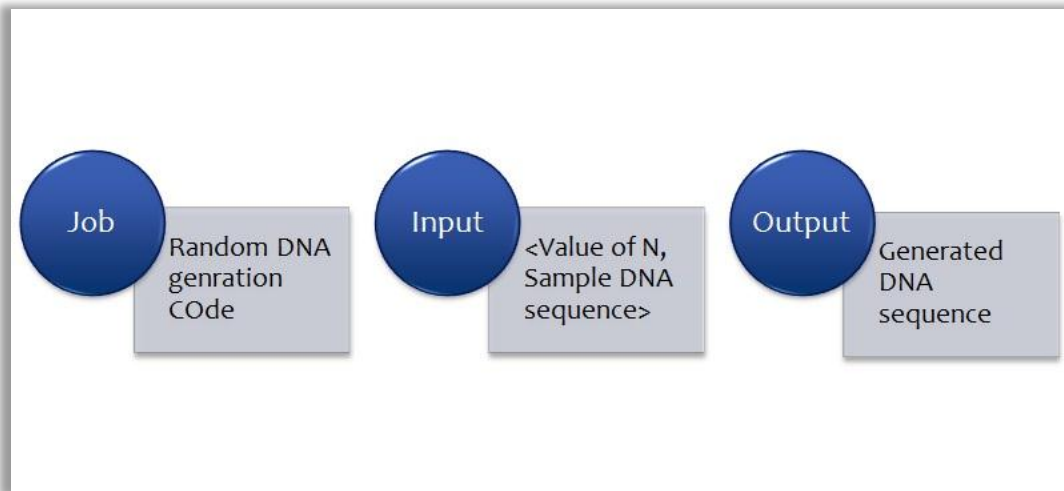 Job
Random DNA
genration
COde
Input
<Value of N,
Sample DNA
sequence>
Output
Generated
DNA
sequence